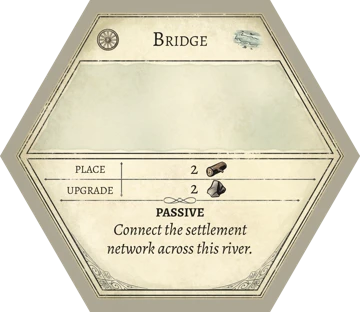 BRIDGE
PLACE 2
UPGRADE 2
PASSIVE
Connect the settlement
network across this river.